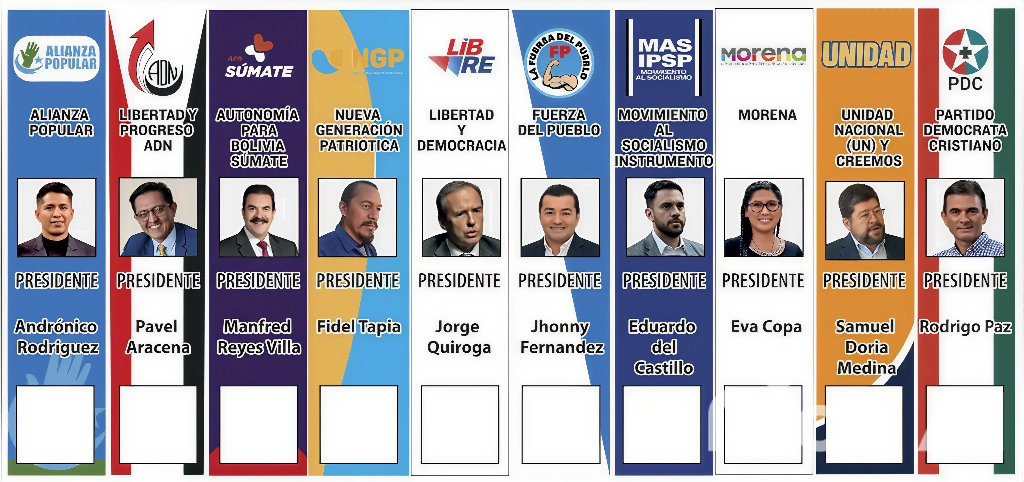 ALIANZA
POPULAR
ALIANZA
POPULAR
PRESIDENTE
Andrónico
Rodriguez
ADN
LIBERTAD Y
PROGRESO
ADN
PRESIDENTE
Pavel
Aracena
APB
SÚMATE
AUTONOMÍA
PARA
BOLIVIA
SÚMATE
PRESIDENTE
Manfred
Reyes Villa
NGP
NUEVA
GENERACIÓN
PATRIÓTICA
PRESIDENTE
Fidel Tapia
LiB
RE
LIBERTAD
Y
DEMOCRACIA
PRESIDENTE
Jorge
Quiroga
LA FUERSA DEL PUEBLO
FP
FUERZA
DEL PUEBLO
PRESIDENTE
Jhonny
Fernandez
MAS
IPSP
MOVIMIENTO
AL SOCIALISMO
MOVIMIENTO
AL
SOCIALISMO
INSTRUMENTO
PRESIDENTE
Eduardo
del
Castillo
morena
MORENA
PRESIDENTE
Eva Copa
UNIDAD
UNIDAD
NACIONAL
(UN) Y
CREEMOS
PRESIDENTE
Samuel
Doria
Medina
PDC
PARTIDO
DEMOCRATA
CRISTIANO
PRESIDENTE
Rodrigo Paz